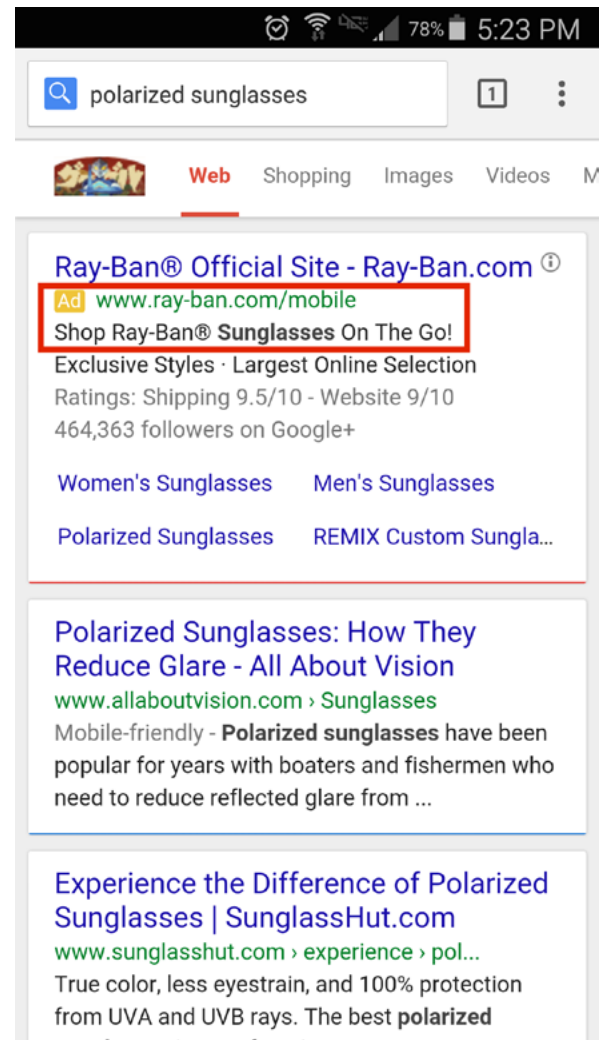 78% 5:23 PM
polarized sunglasses 1
Web Shopping Images Videos
Ray-Ban® Official Site - Ray-Ban.com
Ad www.ray-ban.com/mobile
Shop Ray-Ban® Sunglasses On The Go!
Exclusive Styles · Largest Online Selection
Ratings: Shipping 9.5/10 - Website 9/10
464,363 followers on Google+
Women's Sunglasses Men's Sunglasses
Polarized Sunglasses REMIX Custom Sungla...
Polarized Sunglasses: How They
Reduce Glare - All About Vision
www.allaboutvision.com › Sunglasses
Mobile-friendly - Polarized sunglasses have been
popular for years with boaters and fishermen who
need to reduce reflected glare from ...
Experience the Difference of Polarized
Sunglasses | SunglassHut.com
www.sunglasshut.com › experience › pol...
True color, less eyestrain, and 100% protection
from UVA and UVB rays. The best polarized